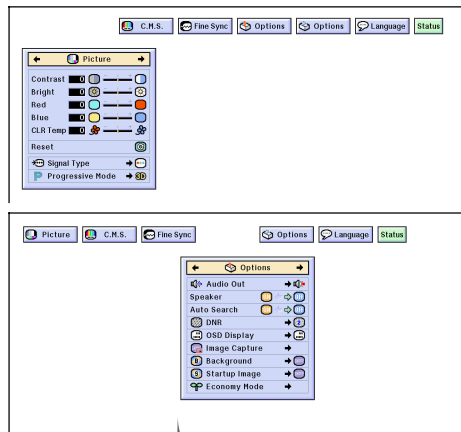 C.M.S. Fine Sync Options Options Language Status
Picture
Contrast 0
Bright 0
Red 0
Blue 0
CLR Temp 0
Reset
Signal Type
Progressive Mode 3D
Picture C.M.S. Fine Sync Options Language Status
Options
Audio Out
Speaker
Auto Search
DNR 2
OSD Display
Image Capture
B Background
S Startup Image
Economy Mode